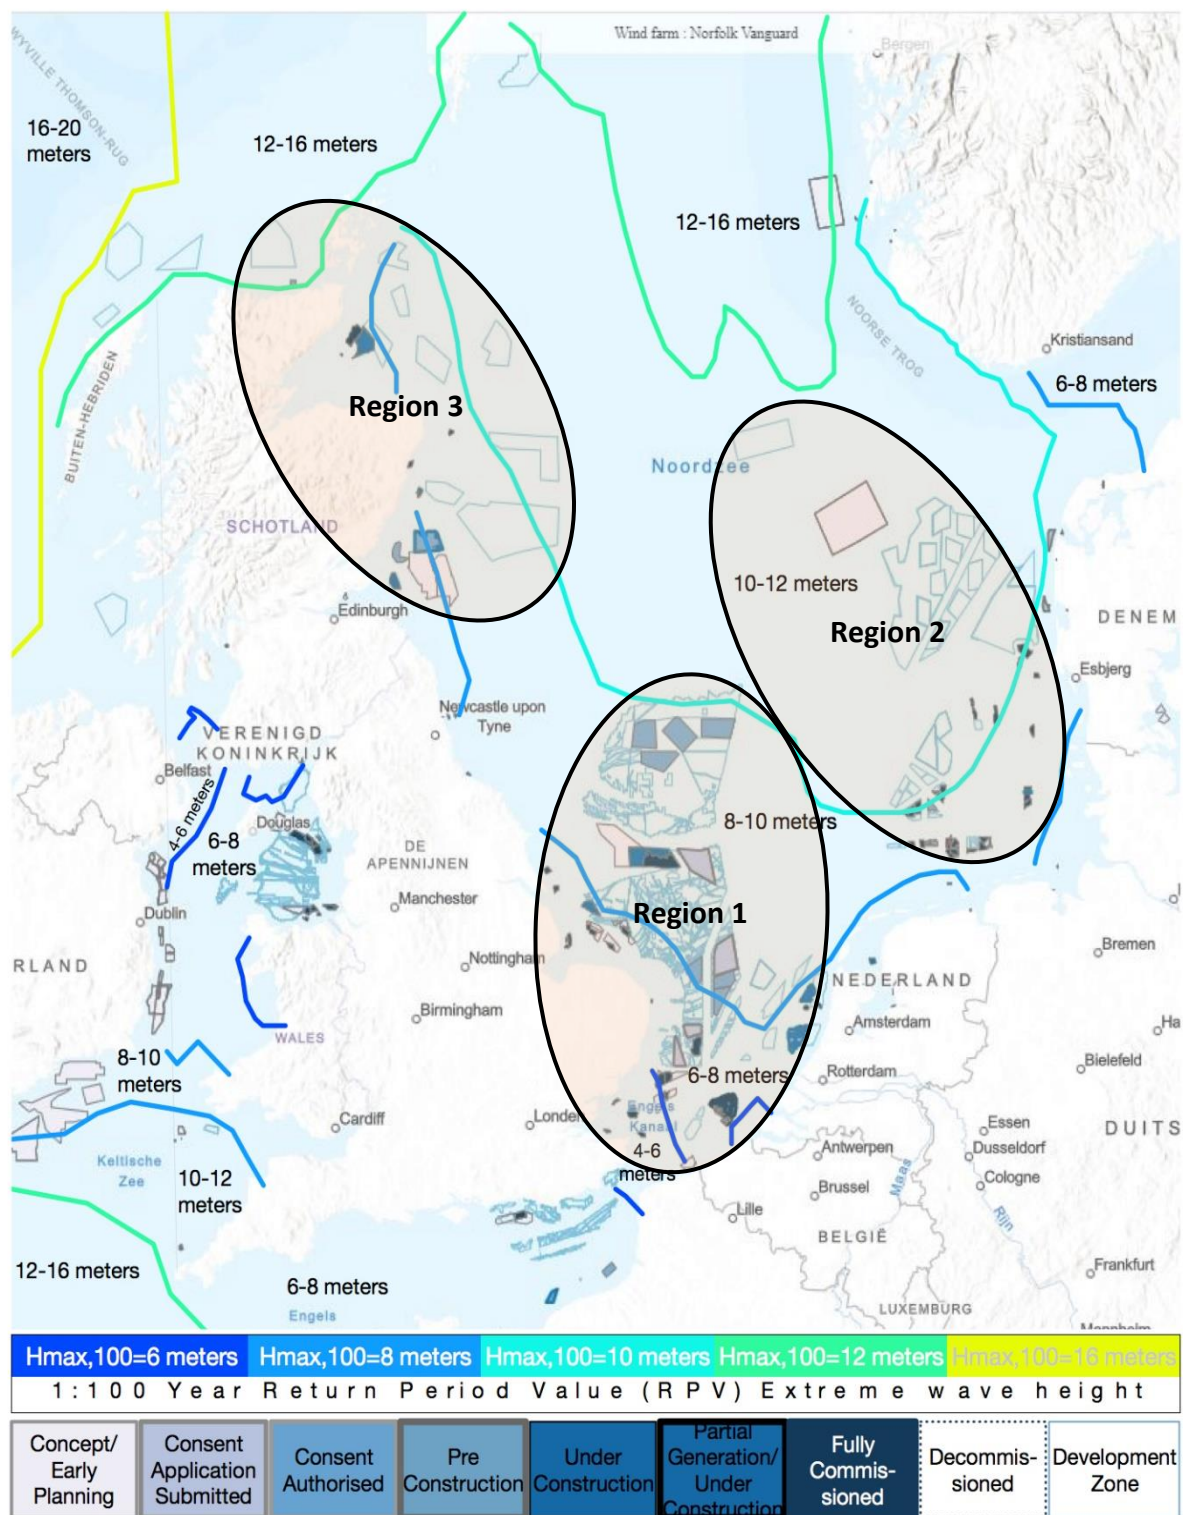 Wind farm : Norfolk Vanguard
Bergen
WYVILLE THOMSON-RUG
16-20
meters
12-16 meters
12-16 meters
NOORSE TROG
Kristiansand
6-8 meters
BUITEN-HEBRIDEN
Region 3
Noordzee
SCHOTLAND
10-12 meters
Region 2
Edinburgh
DENEM
Esbjerg
Newcastle upon
Tyne
VERENIGD
KONINKRIJK
Belfast
4-6 meters
6-8
meters
Douglas
8-10 meters
DE
APENNIJNEN
Manchester
Dublin
Region 1
Nottingham
Bremen
RLAND
NEDERLAND
Birmingham
Amsterdam
Ha
WALES
8-10
meters
Bielefeld
6-8 meters
Rotterdam
Cardiff
Londen
Engels
Kanaal
4-6
meters
Essen
DUITS
Antwerpen
Dusseldorf
Keltische
Zee
10-12
meters
Maas
Cologne
Brussel
Lille
Rijn
BELGIË
12-16 meters
6-8 meters
Frankfurt
Engels
LUXEMBURG
Mannheim
Hmax,100=6 meters Hmax,100=8 meters Hmax,100=10 meters Hmax,100=12 meters Hmax,100=16 meters
1:100 Year Return Period Value (RPV) Extreme wave height
Concept/
Early
Planning
Consent
Application
Submitted
Consent
Authorised
Pre
Construction
Under
Construction
Partial
Generation/
Under
Construction
Fully
Commis-
sioned
Decommis-
sioned
Development
Zone